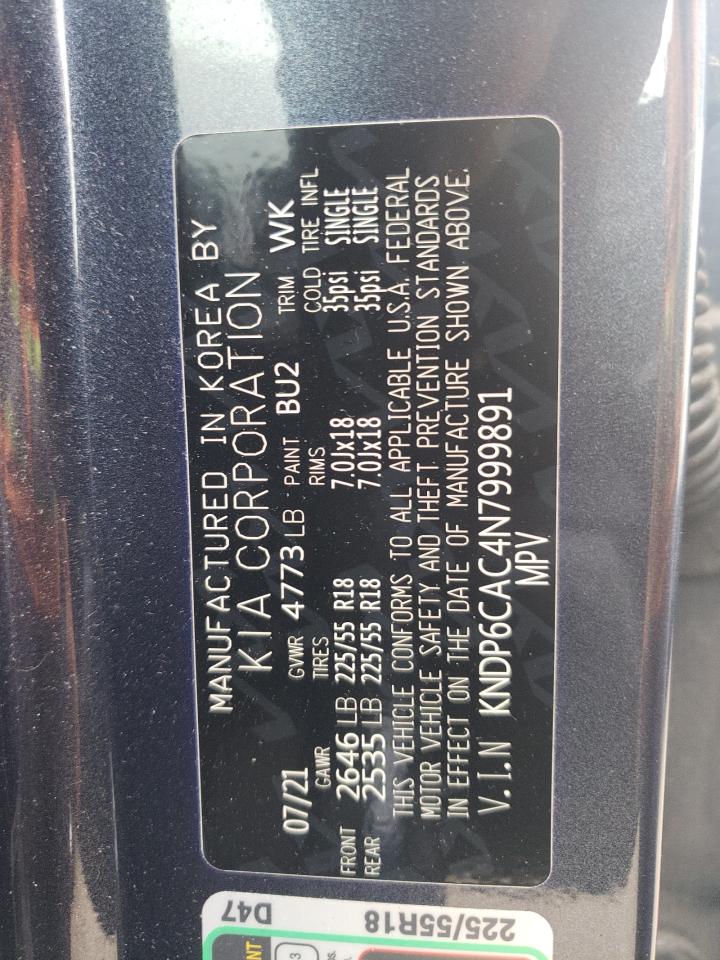 MANUFACTURED IN KOREA BY
KIA CORPORATION
07/21 GVWR 4773 LB PAINT BU2 TRIM WK
GAWR TIRES RIMS COLD TIRE INFL
FRONT 2646 LB 225/55 R18 7.0Jx18 35psi SINGLE
REAR 2535 LB 225/55 R18 7.0Jx18 35psi SINGLE
THIS VEHICLE CONFORMS TO ALL APPLICABLE U.S.A. FEDERAL
MOTOR VEHICLE SAFETY AND THEFT PREVENTION STANDARDS
IN EFFECT ON THE DATE OF MANUFACTURE SHOWN ABOVE.
V.I.N KNDP6CAC4N7999891
MPV
D47
225/55R18
3